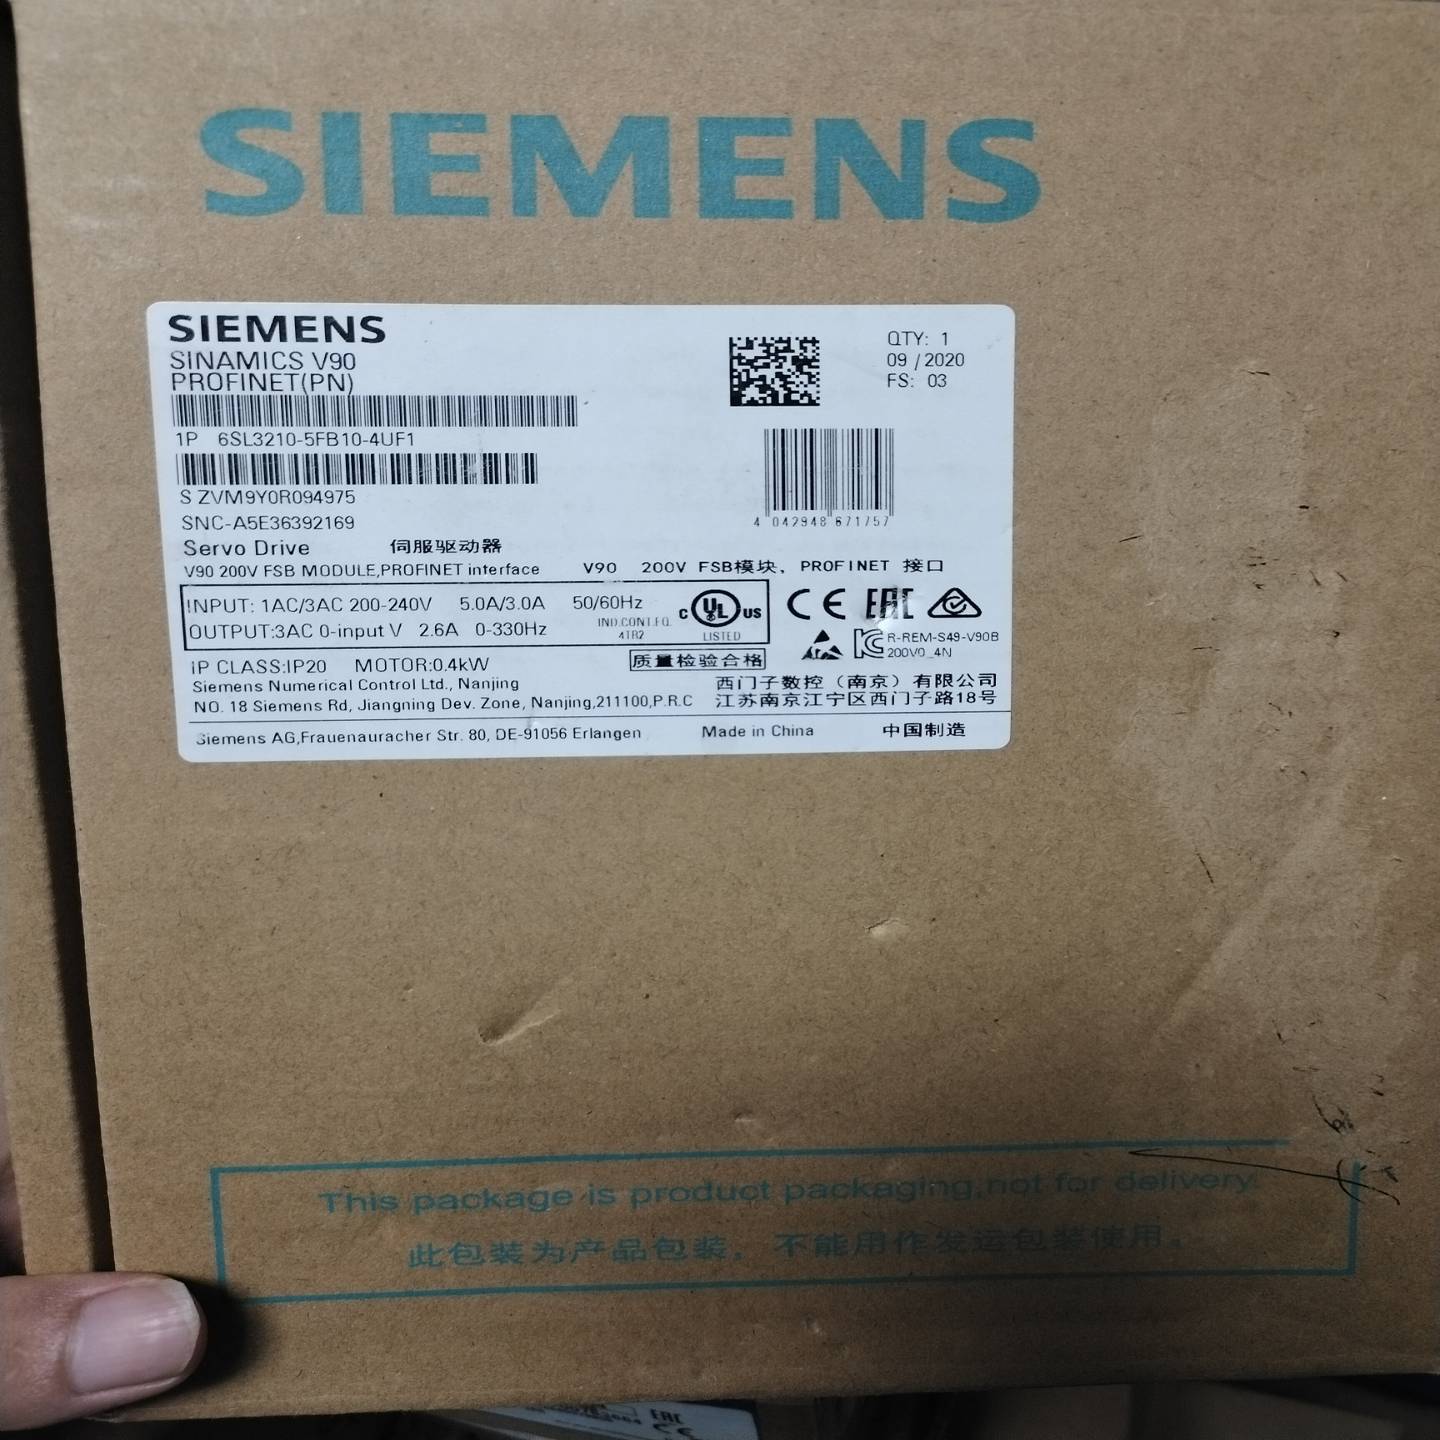 SIEMENS
SIEMENS
SINAMICS V90
PROFINET(PN)
QTY: 1
09 / 2020
FS: 03
1P 6SL3210-5FB10-4UF1
S ZVM9Y0R094975
SNC-A5E36392169
4 042948 671757
Servo Drive 伺服驱动器
V90 200V FSB MODULE,PROFINET interface V90 200V FSB模块, PROFINET 接口
INPUT: 1AC/3AC 200-240V 5.0A/3.0A 50/60Hz
OUTPUT:3AC 0-input V 2.6A 0-330Hz
IND.CONT.EQ.
4TR2
C UL US
LISTED
CE EAC
R-REM-S49-V90B
200V0_4N
IP CLASS:IP20 MOTOR:0.4kW 质量检验合格
Siemens Numerical Control Ltd., Nanjing 西门子数控（南京）有限公司
NO. 18 Siemens Rd, Jiangning Dev. Zone, Nanjing,211100,P.R.C 江苏南京江宁区西门子路18号
Siemens AG,Frauenauracher Str. 80, DE-91056 Erlangen Made in China 中国制造
This package is product packaging,not for delivery.
此包装为产品包装，不能用作发运包装使用。
EAC
CE